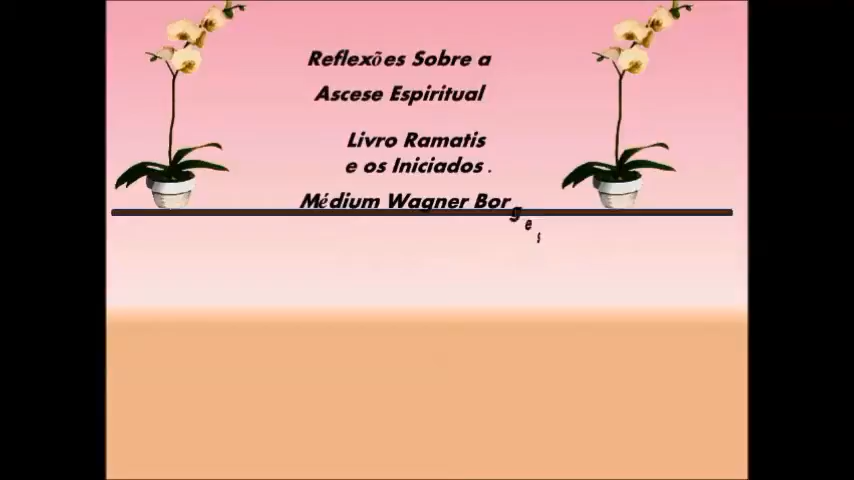 Reflexões Sobre a
Ascese Espiritual
Livro Ramatis
e os Iniciados .
Médium Wagner Borges